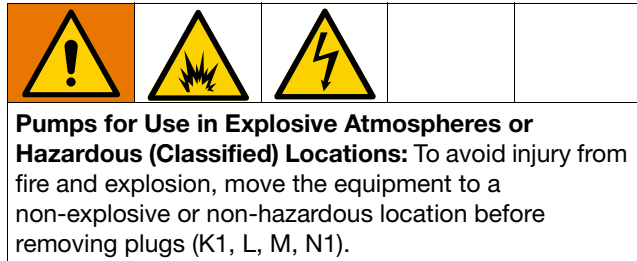 Pumps for Use in Explosive Atmospheres or
Hazardous (Classified) Locations: To avoid injury from
fire and explosion, move the equipment to a
non-explosive or non-hazardous location before
removing plugs (K1, L, M, N1).